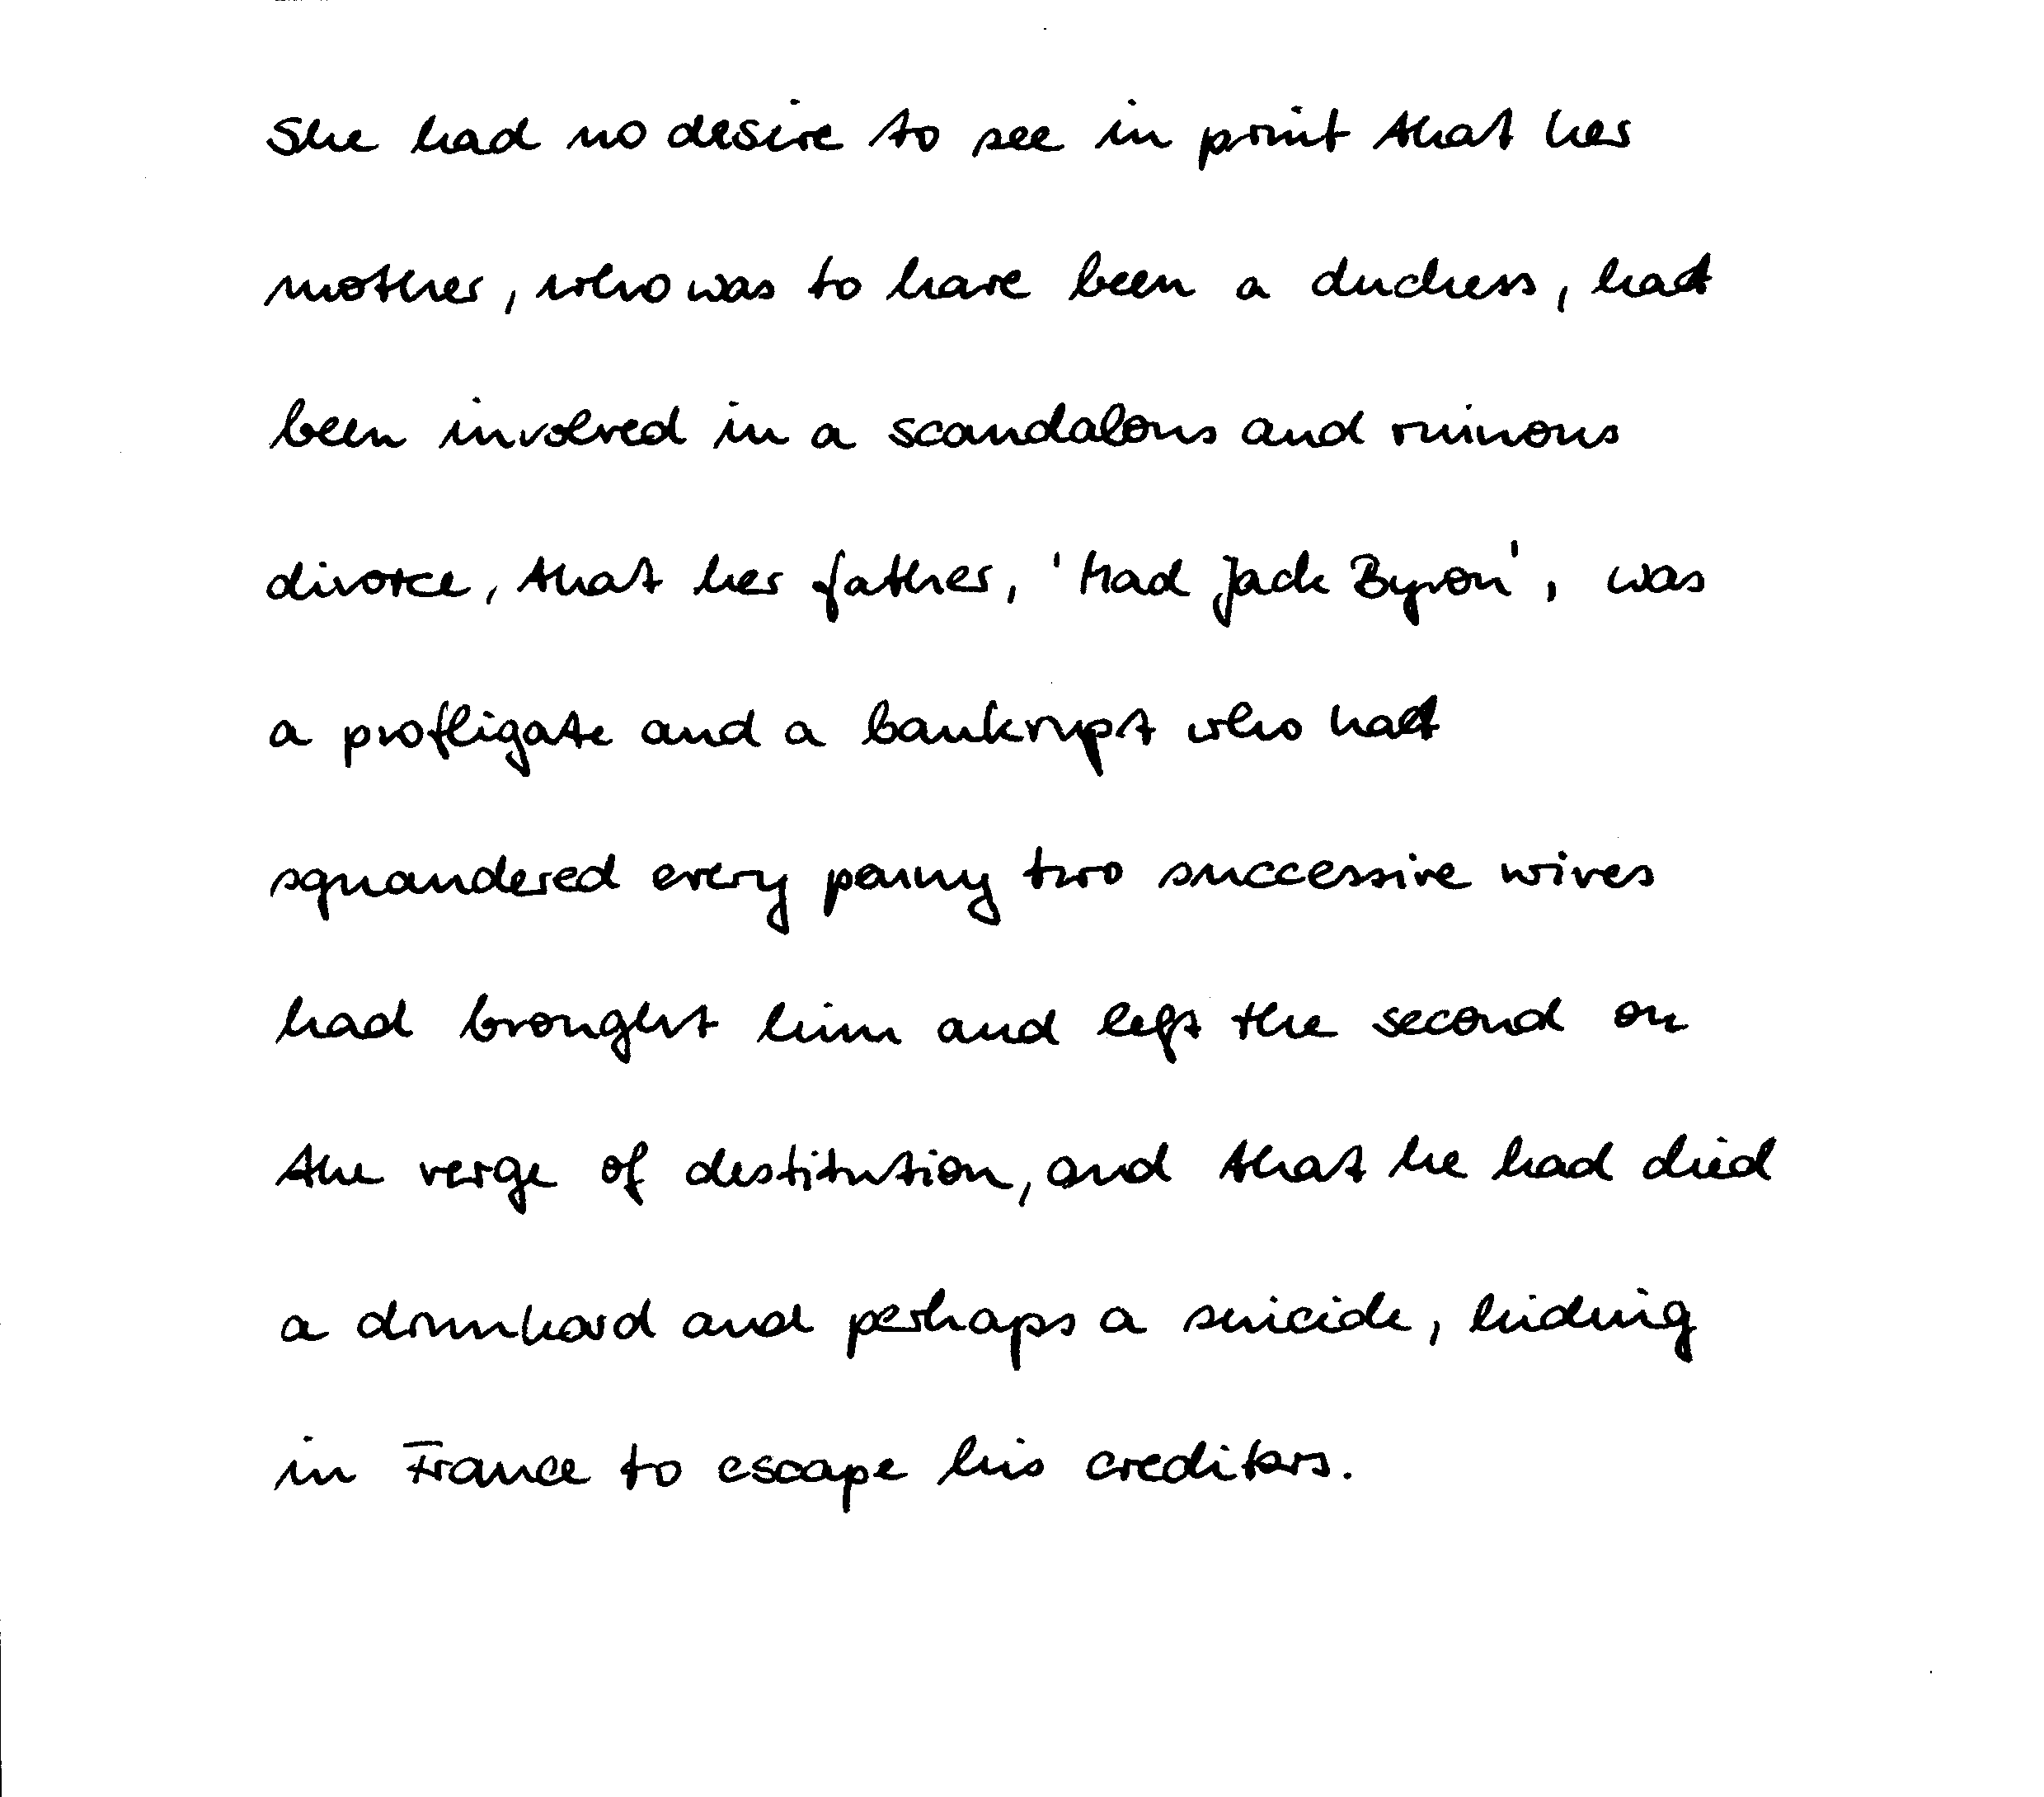 She had no desire to see in print that her
mother, who was to have been a duchess, had
been involved in a scandalous and ruinous
divorce, that her father, 'Mad Jack Byron', was
a profligate and a bankrupt who had
squandered every penny two successive wives
had brought him and left the second on
the verge of destitution, and that he had died
a drunkard and perhaps a suicide, hiding
in France to escape his creditors.